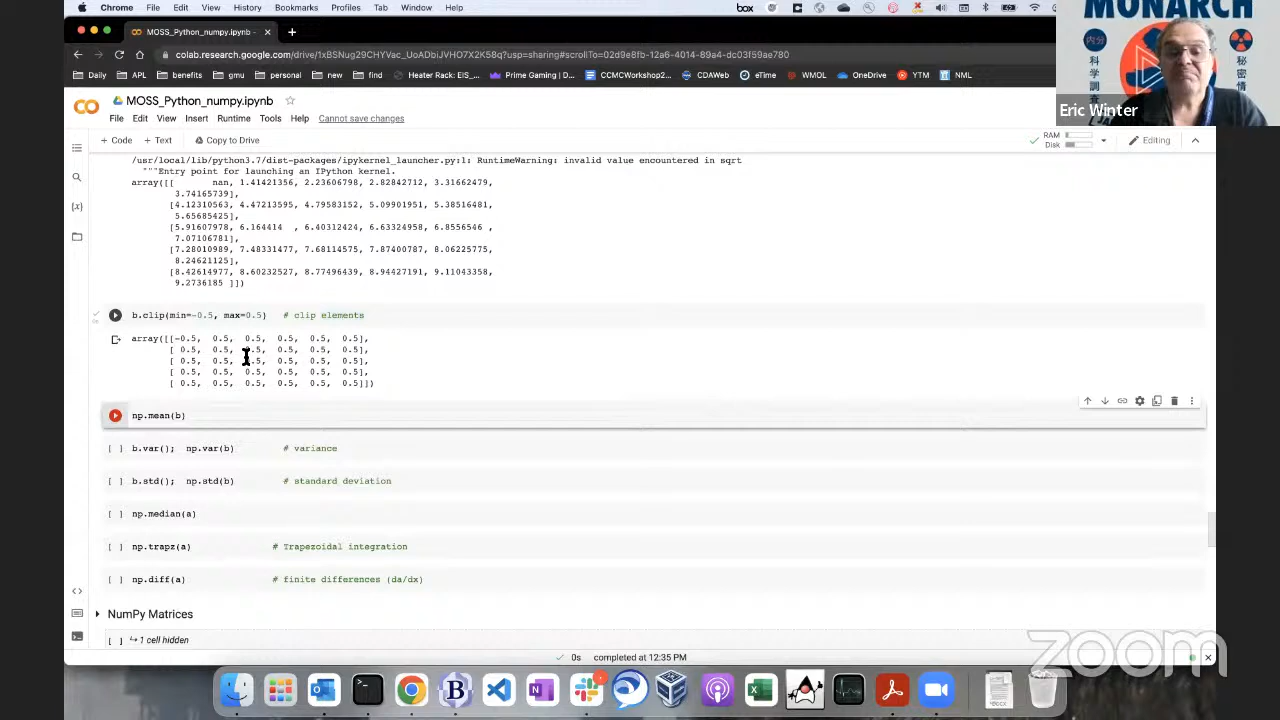 Chrome File Edit View History Bookmarks Profiles Tab Window Help
box
MOSS_Python_numpy.ipynb -
colab.research.google.com/drive/1xBSNug29CHYVac_UoADbiJVHO7X2K58q?usp=sharing#scrollTo=02d9e8fb-12a6-4014-89a4-dc03f59ae780
Daily APL benefits gmu personal new find Heater Rack: EIS_... Prime Gaming | D... CCMCWorkshop2... CDAWeb eTime WMOL OneDrive YTM NML
MONARCH
内分
科学調査
秘密情
Eric Winter
MOSS_Python_numpy.ipynb
File Edit View Insert Runtime Tools Help Cannot save changes
+ Code + Text Copy to Drive
RAM
Disk
Editing
/usr/local/lib/python3.7/dist-packages/ipykernel_launcher.py:1: RuntimeWarning: invalid value encountered in sqrt
"""Entry point for launching an IPython kernel.
array([[ nan, 1.41421356, 2.23606798, 2.82842712, 3.31662479,
3.74165739],
[4.12310563, 4.47213595, 4.79583152, 5.09901951, 5.38516481,
5.65685425],
[5.91607978, 6.164414 , 6.40312424, 6.63324958, 6.8556546 ,
7.07106781],
[7.28010989, 7.48331477, 7.68114575, 7.87400787, 8.06225775,
8.24621125],
[8.42614977, 8.60232527, 8.77496439, 8.94427191, 9.11043358,
9.2736185 ]])
b.clip(min=-0.5, max=0.5) # clip elements
array([[-0.5, 0.5, 0.5, 0.5, 0.5, 0.5],
[ 0.5, 0.5, 0.5, 0.5, 0.5, 0.5],
[ 0.5, 0.5, 0.5, 0.5, 0.5, 0.5],
[ 0.5, 0.5, 0.5, 0.5, 0.5, 0.5],
[ 0.5, 0.5, 0.5, 0.5, 0.5, 0.5]])
np.mean(b)
[ ] b.var(); np.var(b) # variance
[ ] b.std(); np.std(b) # standard deviation
[ ] np.median(a)
[ ] np.trapz(a) # Trapezoidal integration
[ ] np.diff(a) # finite differences (da/dx)
NumPy Matrices
[ ] 1 cell hidden
0s completed at 12:35 PM
zoom